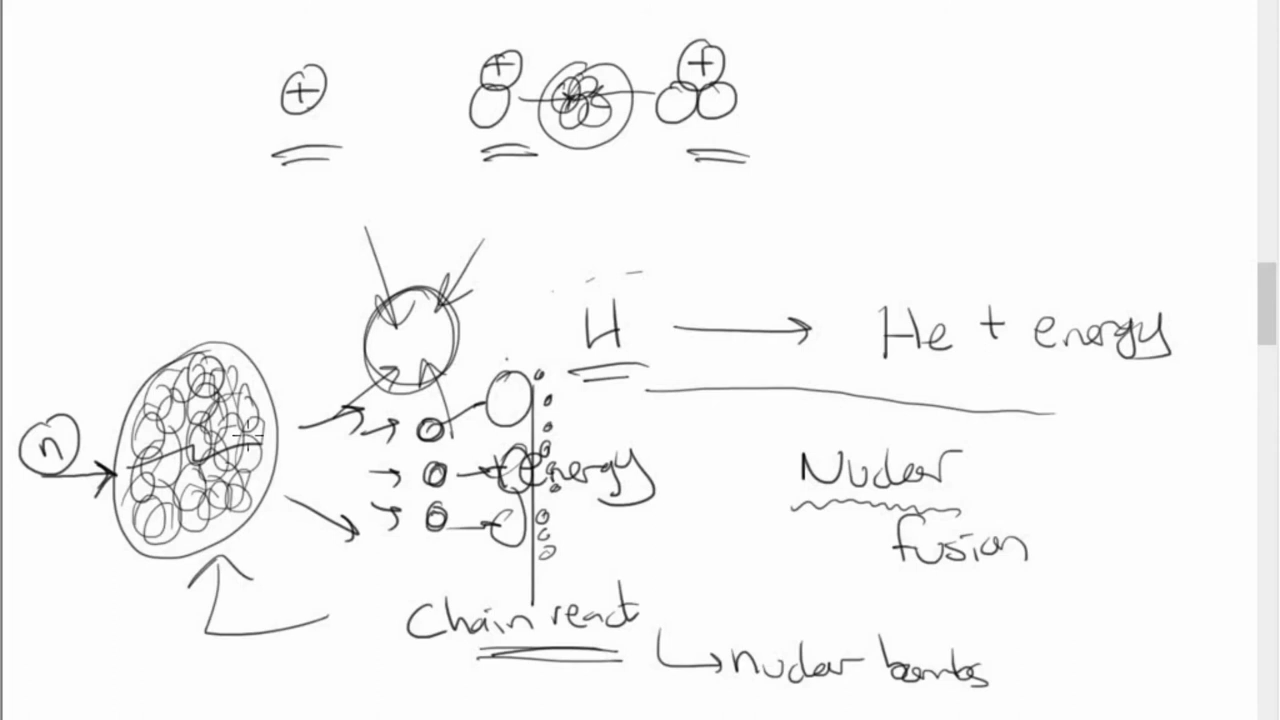 + + +
H → He + energy
n
+ energy
Nuclear
fusion
Chain react
↳ nuclear bombs